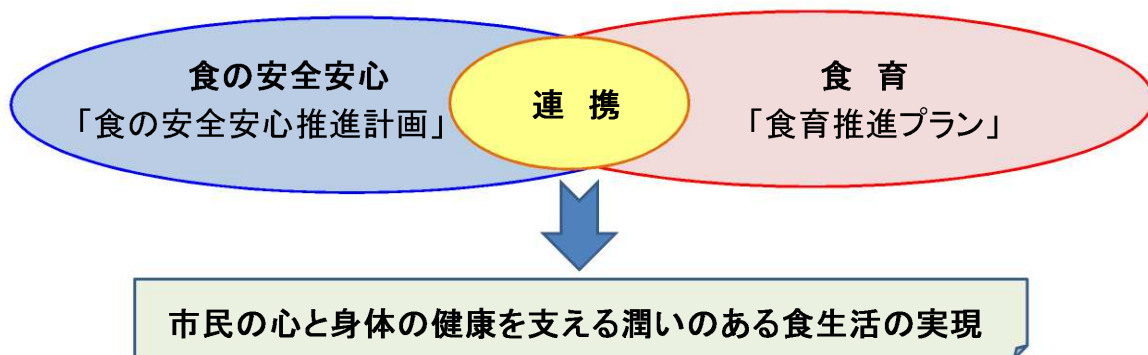 食の安全安心
「食の安全安心推進計画」
連　携
食　育
「食育推進プラン」
市民の心と身体の健康を支える潤いのある食生活の実現